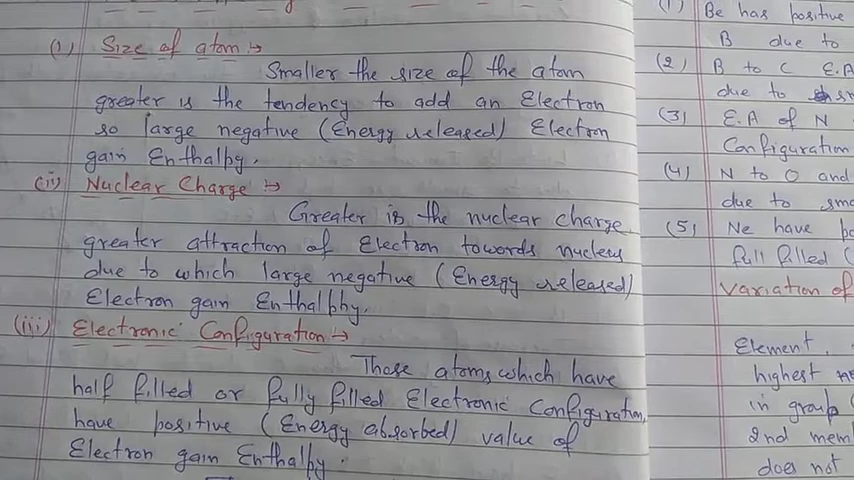 (i) Size of atom :→
Smaller the size of the atom
greater is the tendency to add an Electron
so large negative (Energy released) Electron
gain Enthalpy.
(ii) Nuclear Charge :→
Greater is the nuclear charge
greater attraction of Electron towards nucleus
due to which large negative (Energy released)
Electron gain Enthalphy.
(iii) Electronic Configuration :→
Those atoms which have
half filled or fully filled Electronic Configuration,
have positive (Energy absorbed) value of
Electron gain Enthalpy.
(1) Be has positive
B due to
(2) B to C E.A
due to
(3) E.A of N
Configuration
(4) N to O and
due to
(5) Ne have
full filled
Variation of
Element
highest
in group
2nd
does not